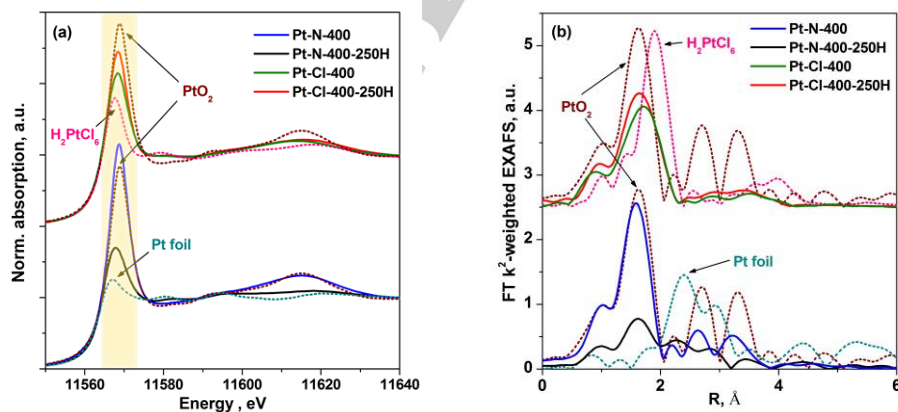 (a)
Pt-N-400
Pt-N-400-250H
Pt-Cl-400
Pt-Cl-400-250H
PtO₂
H₂PtCl₆
Pt foil
Norm. absorption, a.u.
11560 11580 11600 11620 11640
Energy , eV
(b)
Pt-N-400
Pt-N-400-250H
Pt-Cl-400
Pt-Cl-400-250H
H₂PtCl₆
PtO₂
Pt foil
FT k²-weighted EXAFS, a.u.
5
4
3
2
1
0
0 2 4 6
R, Å